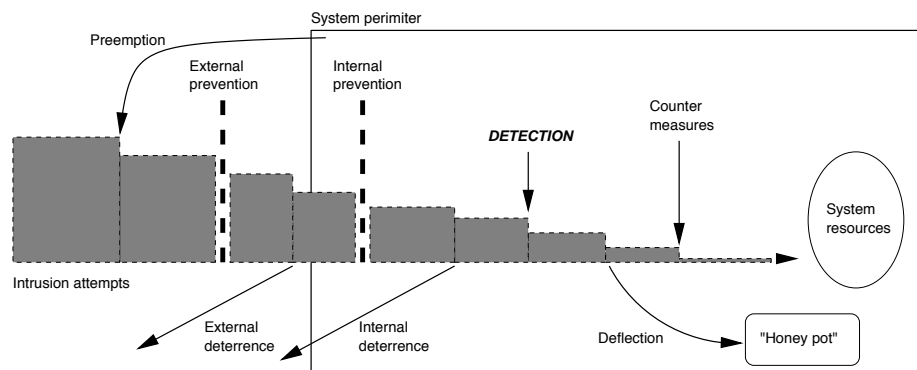 System perimiter
Preemption
External
prevention
Internal
prevention
Counter
measures
DETECTION
System
resources
Intrusion attempts
External
deterrence
Internal
deterrence
Deflection
"Honey pot"